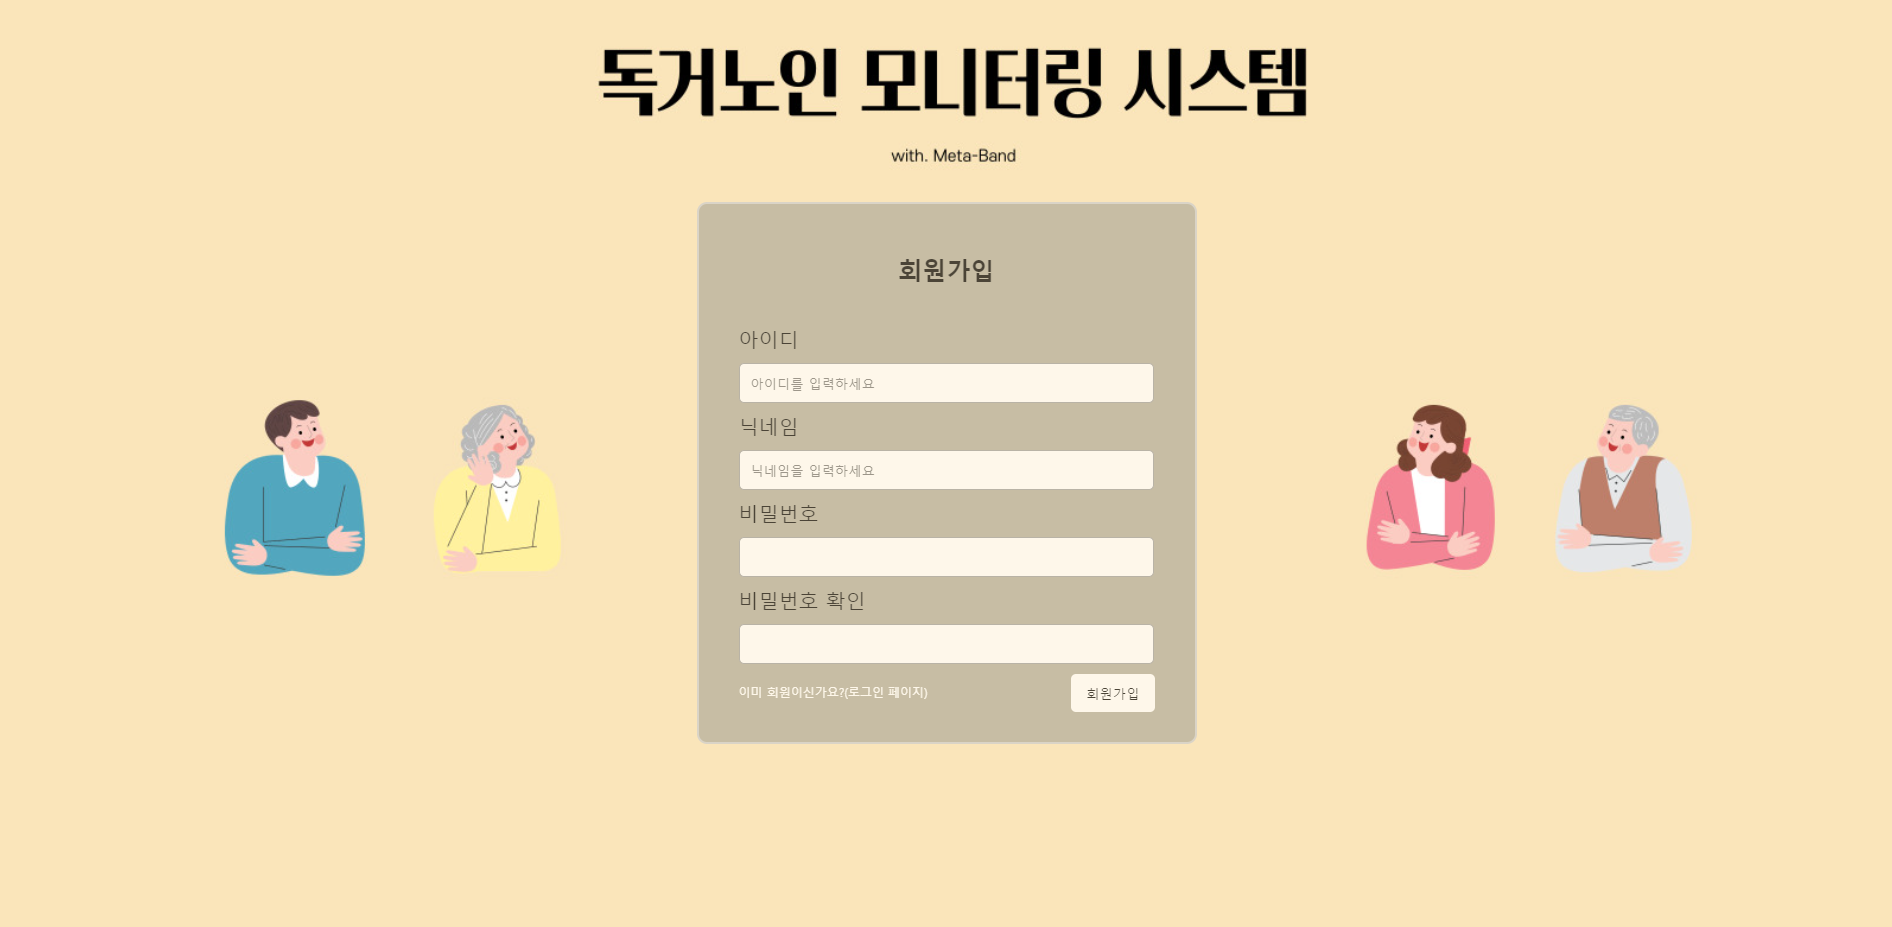 독거노인 모니터링 시스템
with. Meta-Band
회원가입
아이디
아이디를 입력하세요
닉네임
닉네임을 입력하세요
비밀번호
비밀번호 확인
이미 회원이신가요?(로그인 페이지)
회원가입